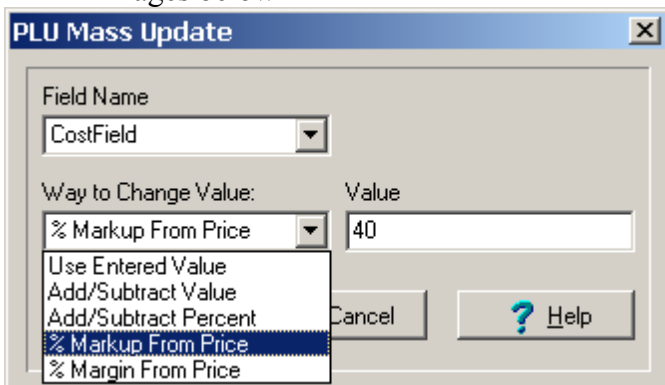 PLU Mass Update
Field Name
CostField
Way to Change Value: Value
% Markup From Price 40
Use Entered Value
Add/Subtract Value
Add/Subtract Percent
% Markup From Price
% Margin From Price
Cancel ? Help